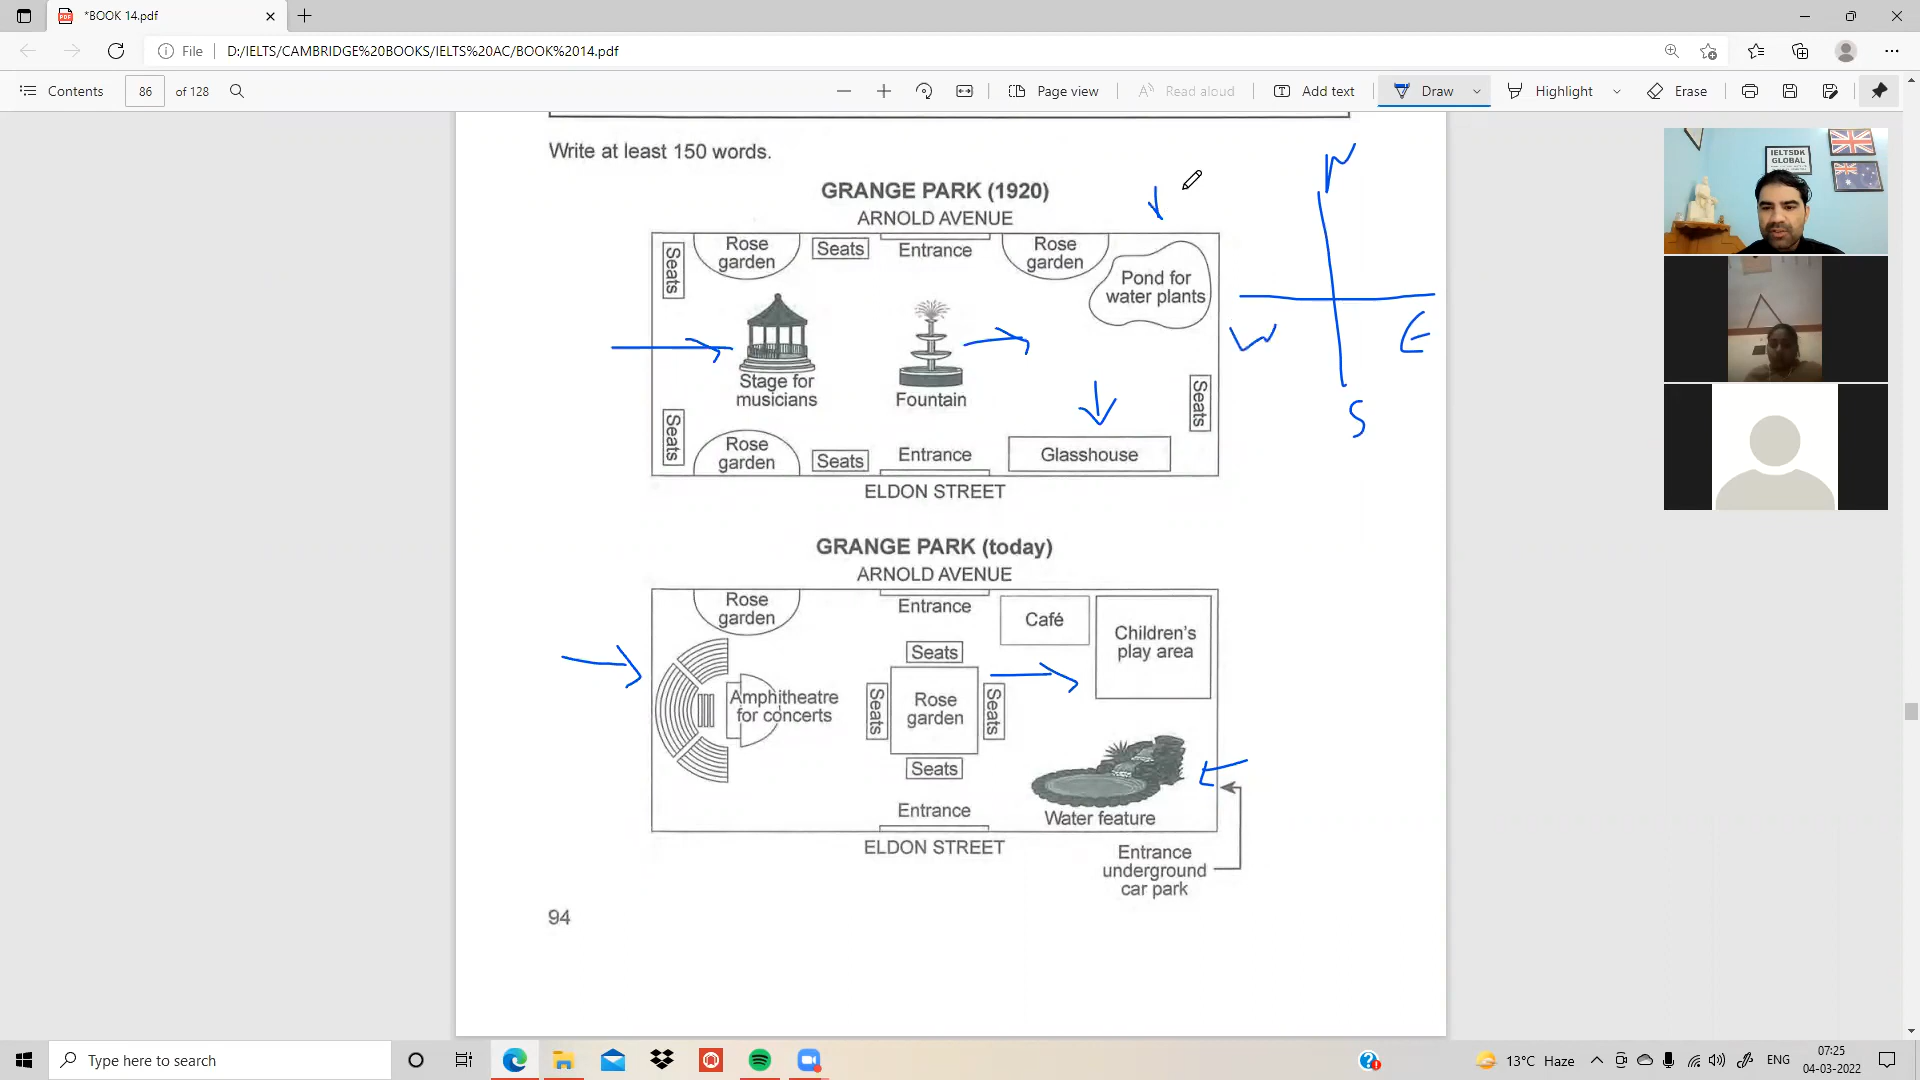 *BOOK 14.pdf
File
D:/IELTS/CAMBRIDGE%20BOOKS/IELTS%20AC/BOOK%2014.pdf
Contents
86
of 128
Page view
Read aloud
Add text
Draw
Highlight
Erase
Write at least 150 words.
GRANGE PARK (1920)
ARNOLD AVENUE
Seats
Rose
garden
Seats
Entrance
Rose
garden
Pond for
water plants
Stage for
musicians
Fountain
Seats
Seats
Rose
garden
Seats
Entrance
Glasshouse
ELDON STREET
N
W
E
S
GRANGE PARK (today)
ARNOLD AVENUE
Rose
garden
Entrance
Café
Children's
play area
Seats
Amphitheatre
for concerts
Seats
Rose
garden
Seats
Seats
Entrance
Water feature
ELDON STREET
Entrance
underground
car park
94
IELTSDK
GLOBAL
Type here to search
13°C Haze
ENG
07:25
04-03-2022